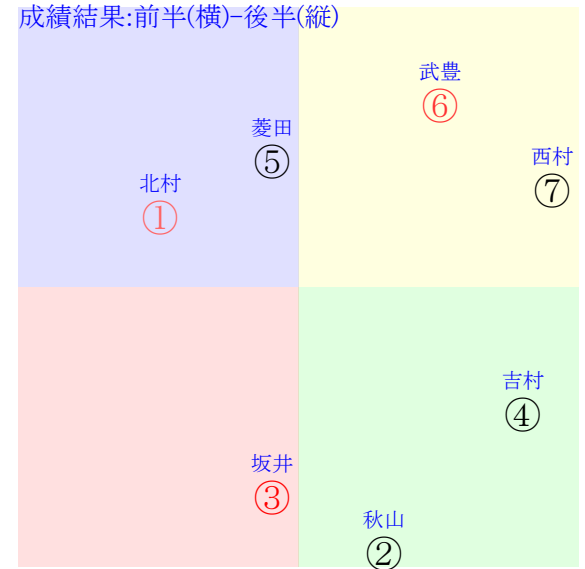 成績結果:前半(横)-後半(縦)
武豊
⑥
菱田
⑤
西村
⑦
北村
①
吉村
④
坂井
③
秋山
②